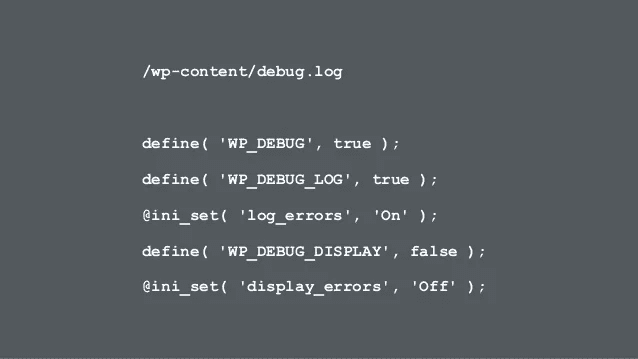 /wp-content/debug.log
define( 'WP_DEBUG', true );
define( 'WP_DEBUG_LOG', true );
@ini_set( 'log_errors', 'On' );
define( 'WP_DEBUG_DISPLAY', false );
@ini_set( 'display_errors', 'Off' );